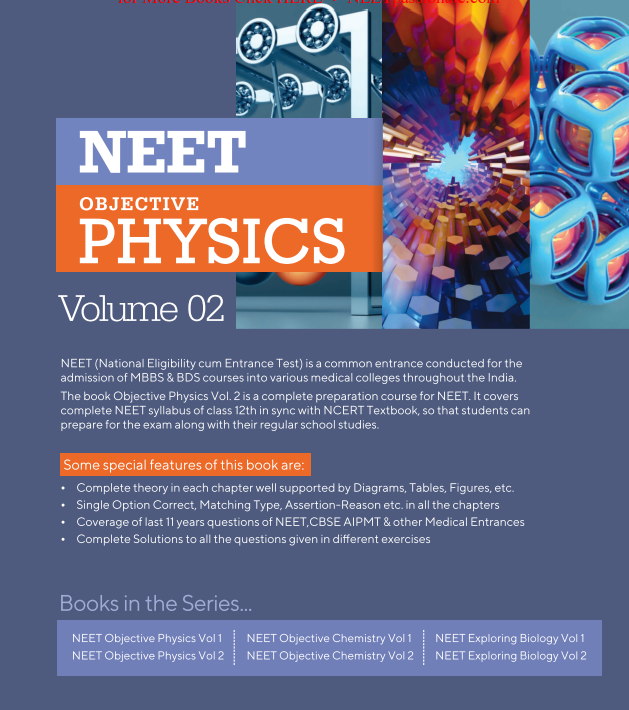 for More Books Click HERE
NEET
OBJECTIVE
PHYSICS
Volume 02
NEET (National Eligibility cum Entrance Test) is a common entrance conducted for the
admission of MBBS & BDS courses into various medical colleges throughout the India.
The book Objective Physics Vol. 2 is a complete preparation course for NEET. It covers
complete NEET syllabus of class 12th in sync with NCERT Textbook, so that students can
prepare for the exam along with their regular school studies.
Some special features of this book are:
• Complete theory in each chapter well supported by Diagrams, Tables, Figures, etc.
• Single Option Correct, Matching Type, Assertion-Reason etc. in all the chapters
• Coverage of last 11 years questions of NEET,CBSE AIPMT & other Medical Entrances
• Complete Solutions to all the questions given in different exercises
Books in the Series...
NEET Objective Physics Vol 1
NEET Objective Physics Vol 2
NEET Objective Chemistry Vol 1
NEET Objective Chemistry Vol 2
NEET Exploring Biology Vol 1
NEET Exploring Biology Vol 2